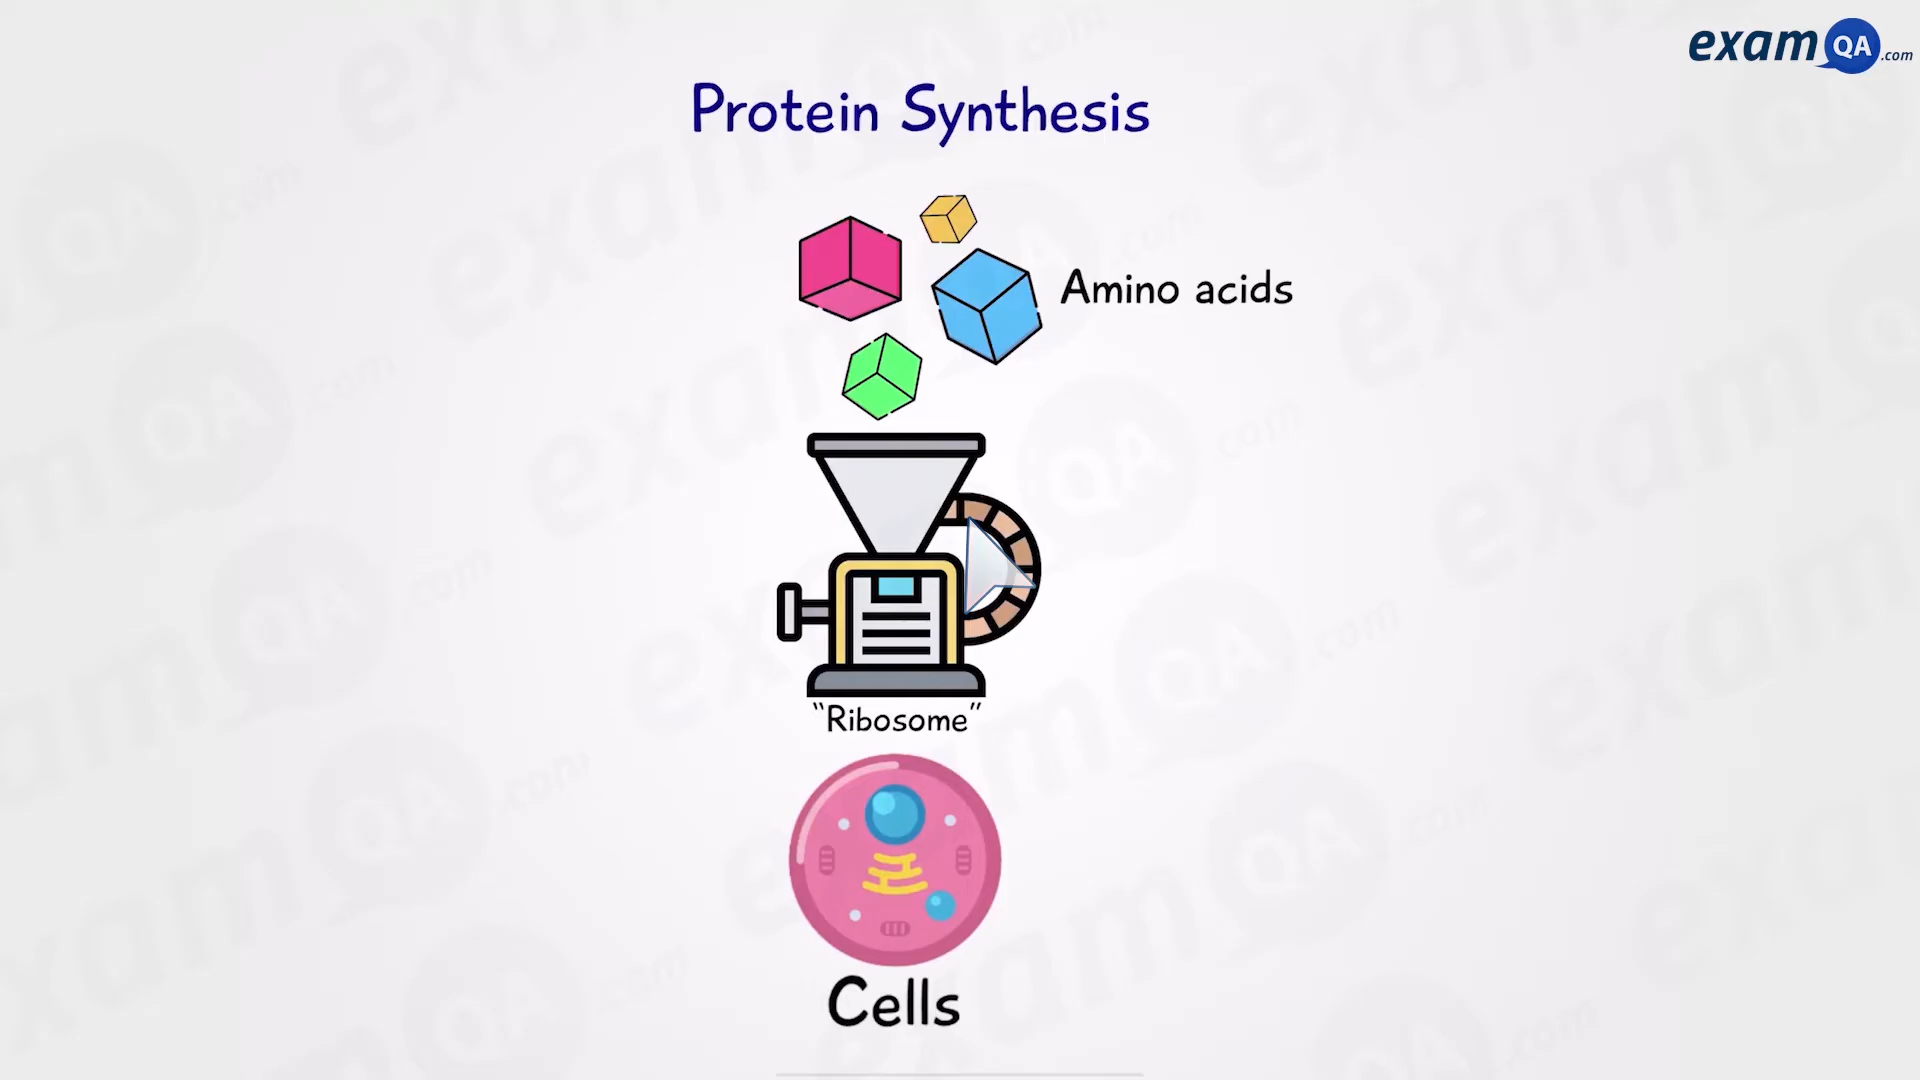 examQA.com
Protein Synthesis
Amino acids
"Ribosome"
Cells